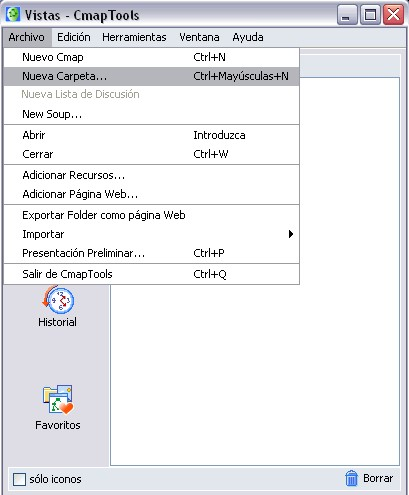 Vistas - CmapTools
Archivo Edición Herramientas Ventana Ayuda
Nuevo Cmap Ctrl+N
Nueva Carpeta... Ctrl+Mayúsculas+N
Nueva Lista de Discusión
New Soup...
Abrir Introduzca
Cerrar Ctrl+W
Adicionar Recursos...
Adicionar Página Web...
Exportar Folder como página Web
Importar
Presentación Preliminar... Ctrl+P
Salir de CmapTools Ctrl+Q
Historial
Favoritos
sólo iconos Borrar